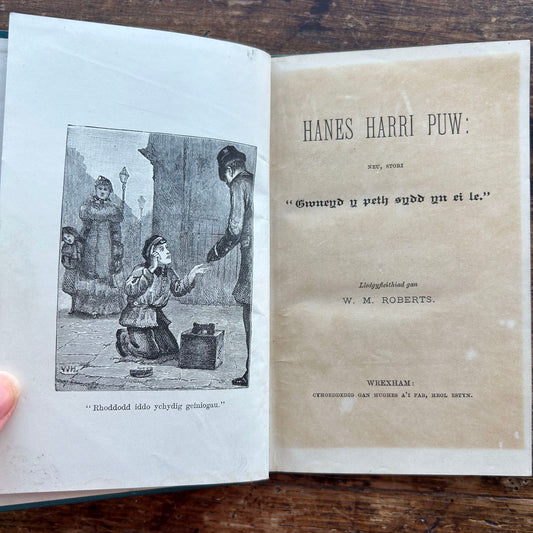 "Rhoddodd iddo ychydig geiniogau."
HANES HARRI PUW:
NEU, STORI
"Gwneyd y peth sydd yn ei le."
Lledgyfieithiad gan
W. M. ROBERTS.
WREXHAM:
CYHOEDDEDIG GAN HUGHES A'I FAB, HEOL ESTYN.